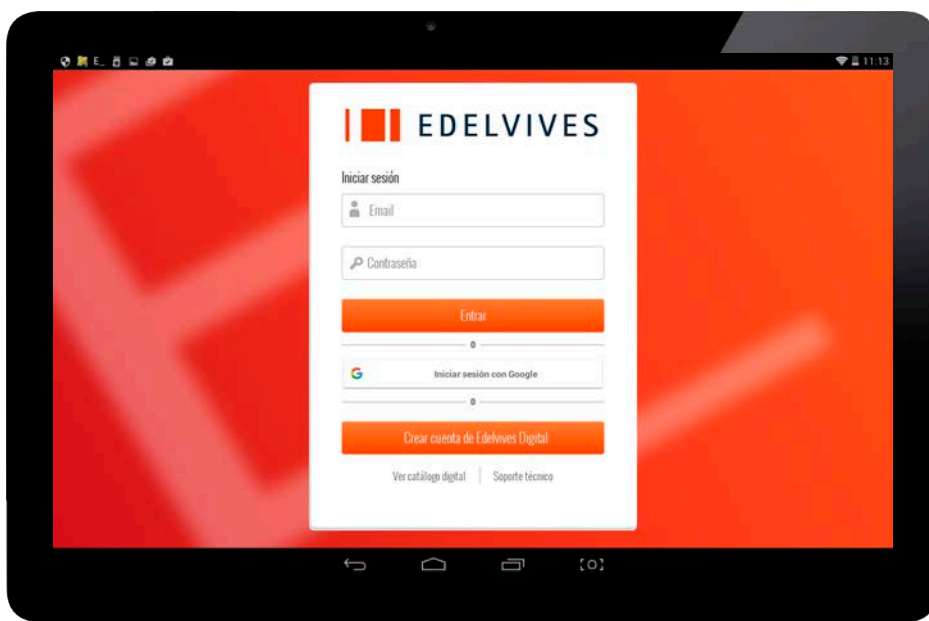 E_
11:13
EDELVIVES
Iniciar sesión
Email
Contraseña
Entrar
o
Iniciar sesión con Google
o
Crear cuenta de Edelvives Digital
Ver catálogo digital
Soporte técnico